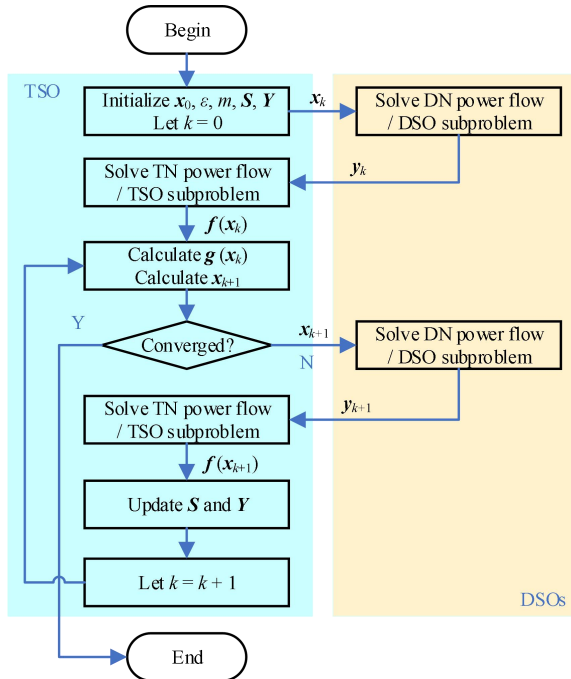 Begin
TSO
Initialize x₀, ε, m, S, Y
Let k = 0
xₖ
Solve DN power flow
/ DSO subproblem
yₖ
Solve TN power flow
/ TSO subproblem
f(xₖ)
Calculate g (xₖ)
Calculate xₖ₊₁
Y
Converged?
N
xₖ₊₁
Solve DN power flow
/ DSO subproblem
yₖ₊₁
Solve TN power flow
/ TSO subproblem
f(xₖ₊₁)
Update S and Y
Let k = k + 1
DSOs
End